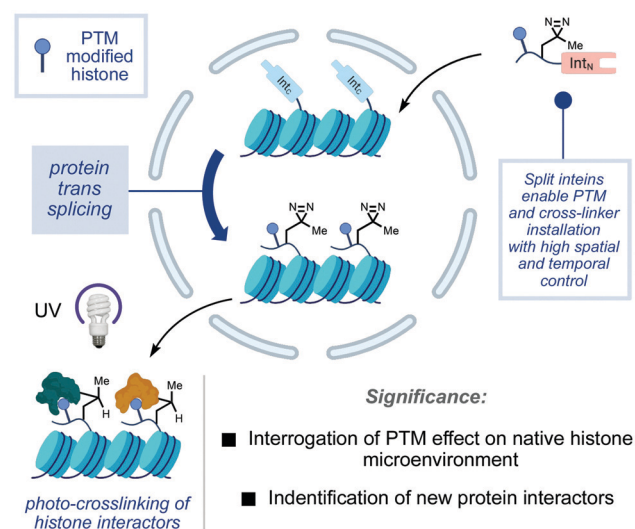 PTM
modified
histone
N=N
Me
Int_N
Int_C
Int_C
protein
trans
splicing
Split inteins
enable PTM
and cross-linker
installation
with high spatial
and temporal
control
N=N
Me
N=N
Me
UV
Me
H
Me
H
photo-crosslinking of
histone interactors
Significance:
■ Interrogation of PTM effect on native histone
microenvironment
■ Indentification of new protein interactors